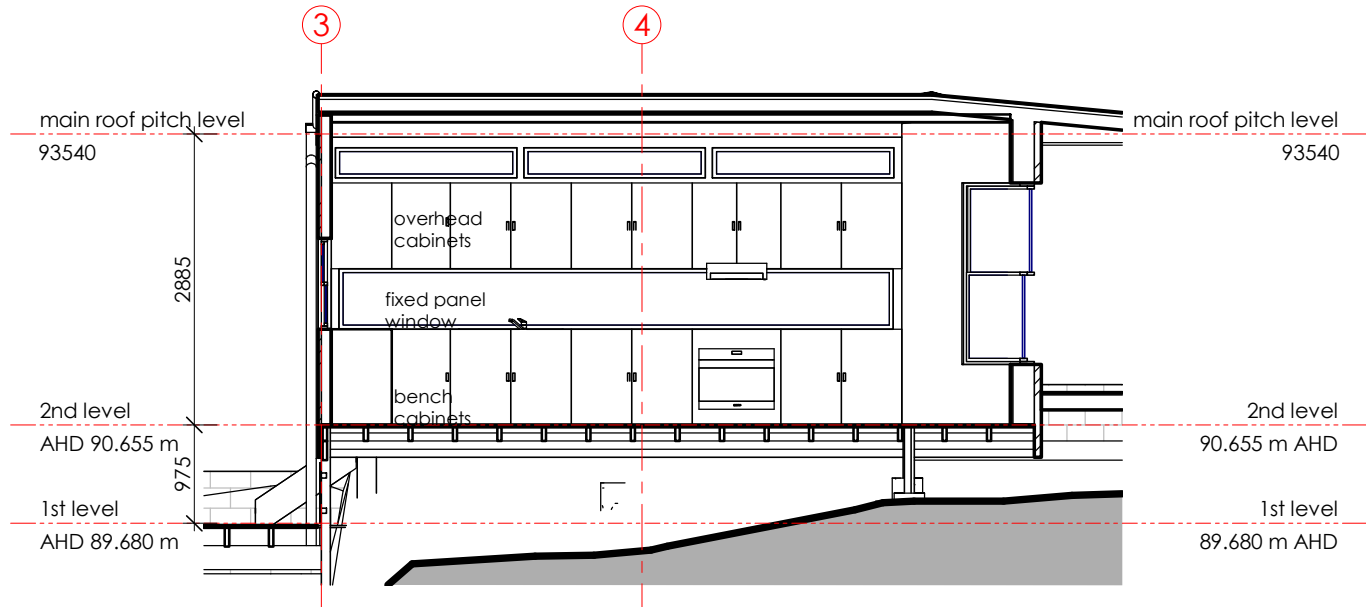 3
4
main roof pitch level
93540
main roof pitch level
93540
2885
overhead
cabinets
fixed panel
window
bench
cabinets
2nd level
AHD 90.655 m
2nd level
90.655 m AHD
975
1st level
AHD 89.680 m
1st level
89.680 m AHD